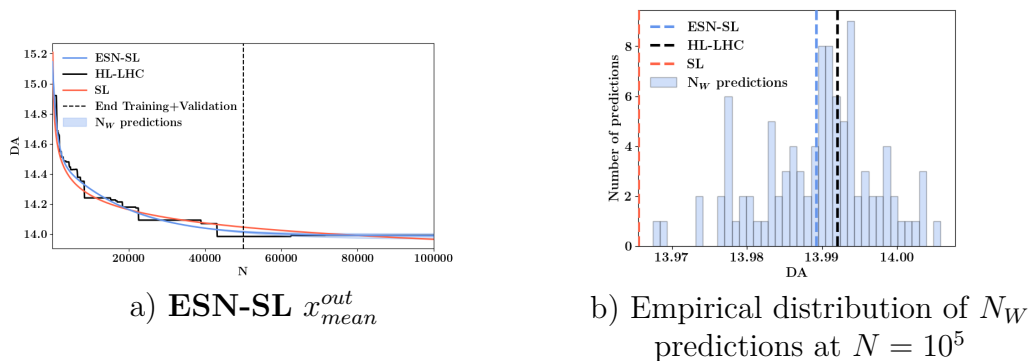 15.2
15.0
14.8
14.6
14.4
14.2
14.0
DA
ESN-SL
HL-LHC
SL
End Training+Validation
N_W predictions
20000 40000 60000 80000 100000
N
a) ESN-SL x^{out}_{mean}
8
6
4
2
0
Number of predictions
ESN-SL
HL-LHC
SL
N_W predictions
13.97 13.98 13.99 14.00
DA
b) Empirical distribution of N_W
predictions at N = 10^5